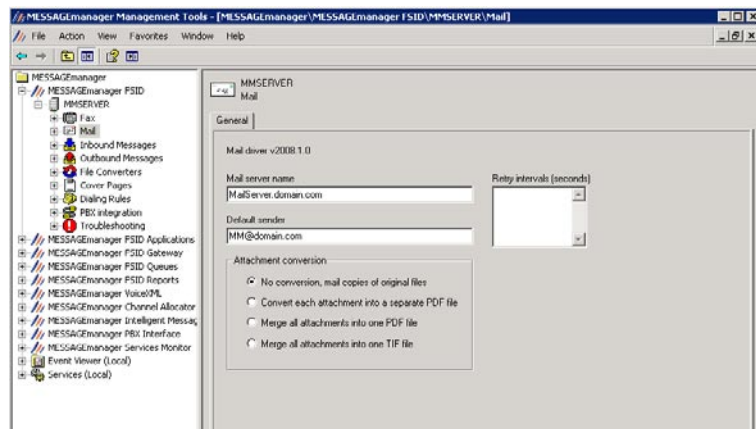 MESSAGEmanager Management Tools - [MESSAGEmanager\MESSAGEmanager FSID\MMSERVER\Mail]
File Action View Favorites Window Help
MESSAGEmanager
MESSAGEmanager FSID
MMSERVER
Fax
Mail
Inbound Messages
Outbound Messages
File Converters
Cover Pages
Dialing Rules
PBX integration
Troubleshooting
MESSAGEmanager FSID Applications
MESSAGEmanager FSID Gateway
MESSAGEmanager FSID Queues
MESSAGEmanager FSID Reports
MESSAGEmanager VoiceXML
MESSAGEmanager Channel Allocator
MESSAGEmanager Intelligent Messag
MESSAGEmanager PBX Interface
MESSAGEmanager Services Monitor
Event Viewer (Local)
Services (Local)
MMSERVER
Mail
General
Mail driver v2008.1.0
Mail server name
MailServer.domain.com
Retry intervals (seconds)
Default sender
MM@domain.com
Attachment conversion
No conversion, mail copies of original files
Convert each attachment into a separate PDF file
Merge all attachments into one PDF file
Merge all attachments into one TIF file